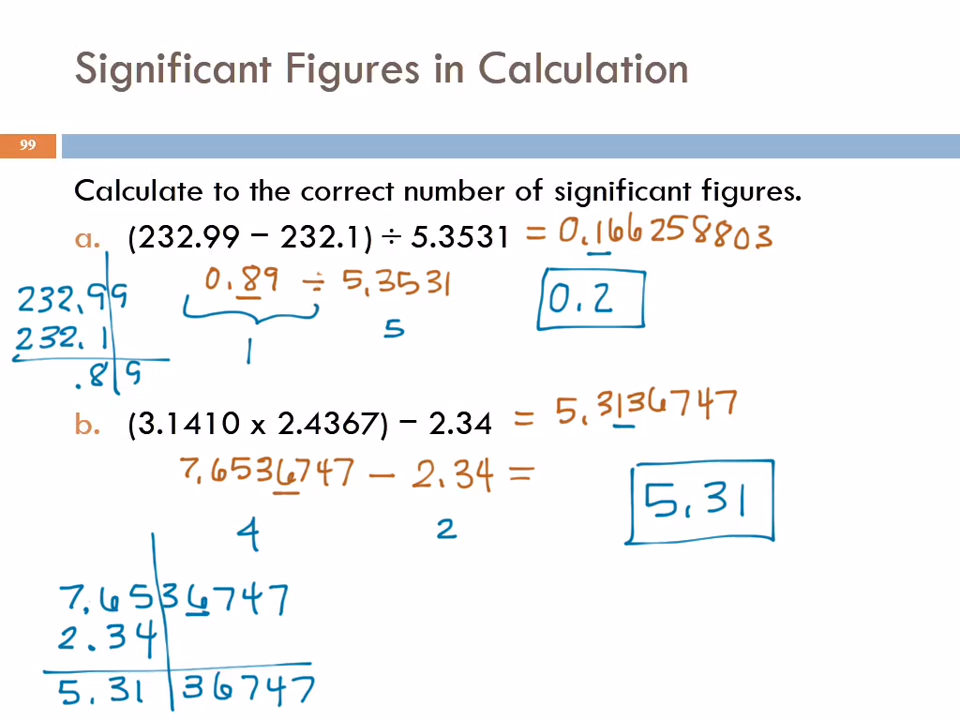 Significant Figures in Calculation
99
Calculate to the correct number of significant figures.
a. (232.99 − 232.1) ÷ 5.3531 = 0.166258803
0.89 ÷ 5.3531
0.2
232.99
232.1
.89
1
5
b. (3.1410 x 2.4367) − 2.34 = 5.3136747
7.6536747 − 2.34 =
5.31
4
2
7.6536747
2.34
5.3136747